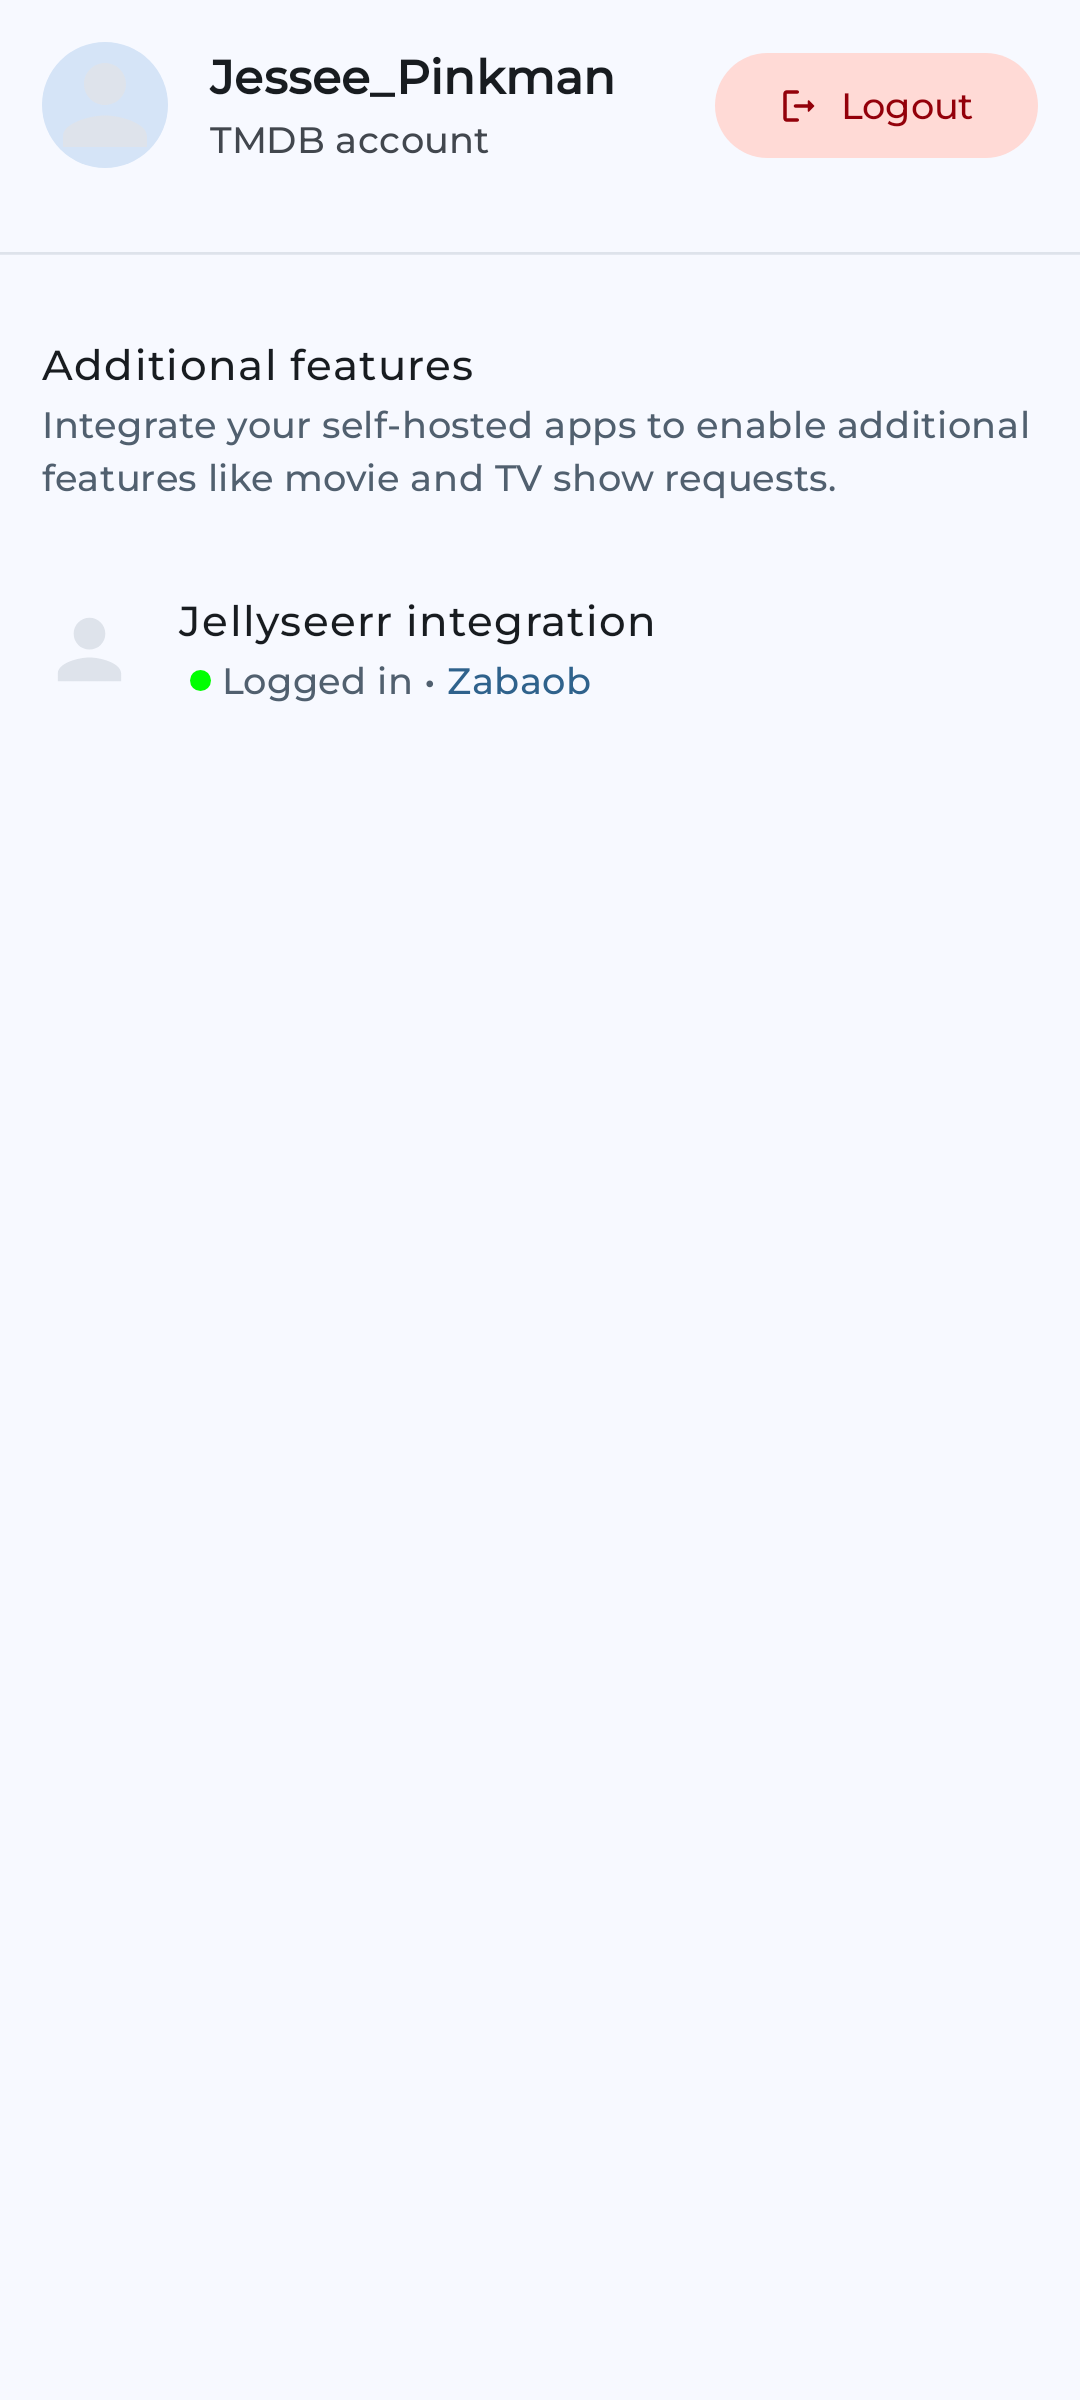 Jessee_Pinkman
TMDB account
Logout
Additional features
Integrate your self-hosted apps to enable additional
features like movie and TV show requests.
Jellyseerr integration
Logged in • Zabaob